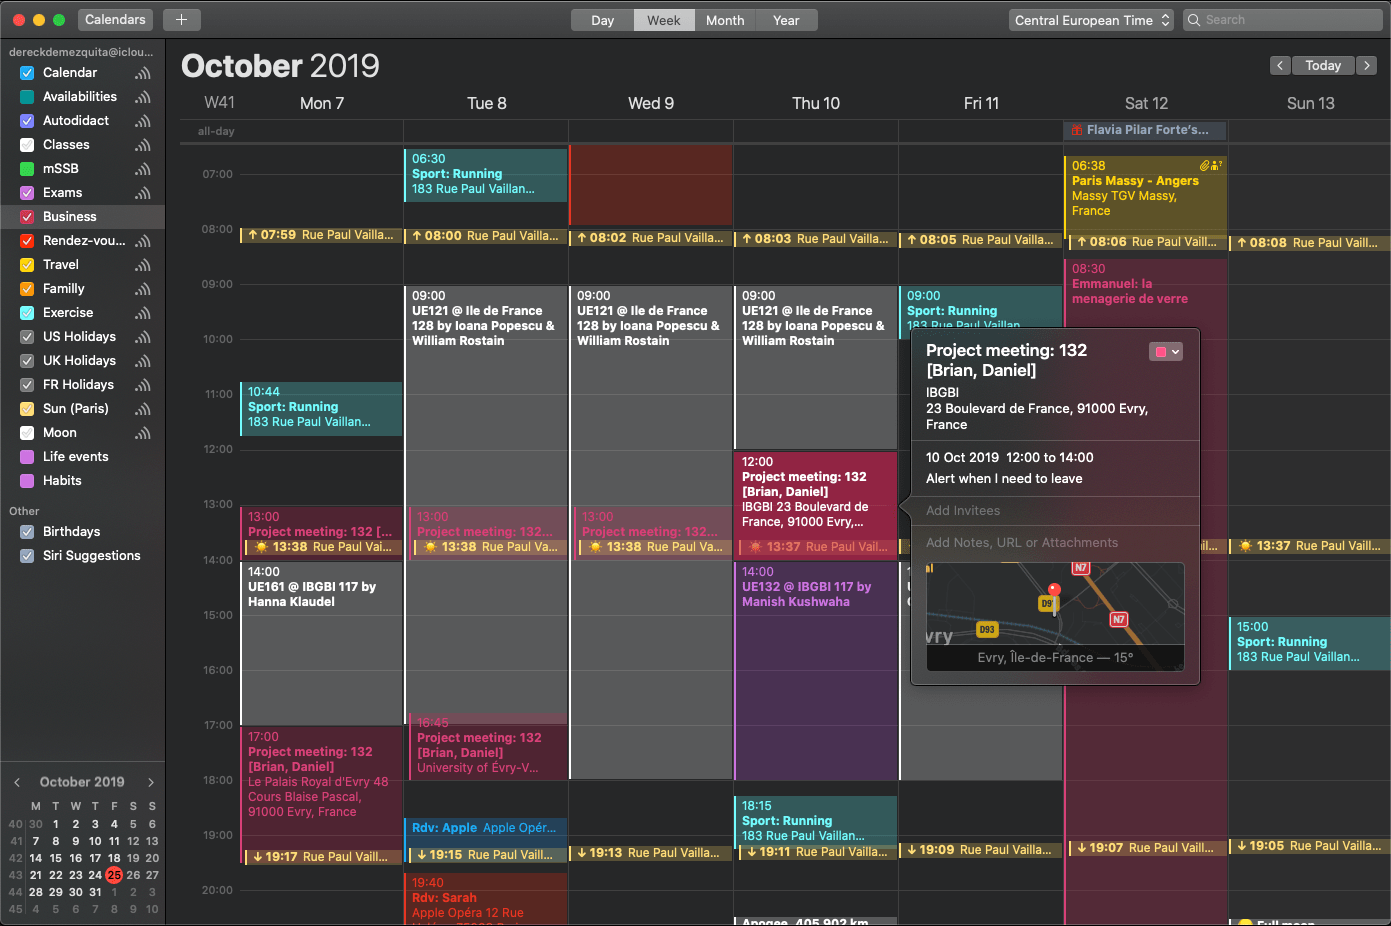 Calendars
+
Day
Week
Month
Year
Central European Time
Search
dereckdemezquita@iclou...
Calendar
Availabilities
Autodidact
Classes
mSSB
Exams
Business
Rendez-vou...
Travel
Familly
Exercise
US Holidays
UK Holidays
FR Holidays
Sun (Paris)
Moon
Life events
Habits
Other
Birthdays
Siri Suggestions
October 2019
M T W T F S S
40 30 1 2 3 4 5 6
41 7 8 9 10 11 12 13
42 14 15 16 17 18 19 20
43 21 22 23 24 25 26 27
44 28 29 30 31 1 2 3
45 4 5 6 7 8 9 10
October 2019
Today
W41
Mon 7
Tue 8
Wed 9
Thu 10
Fri 11
Sat 12
Sun 13
all-day
Flavia Pilar Forte's...
07:00
08:00
09:00
10:00
11:00
12:00
13:00
14:00
15:00
16:00
17:00
18:00
19:00
20:00
07:59 Rue Paul Vailla...
10:44
Sport: Running
183 Rue Paul Vaillan...
13:00
Project meeting: 132 [...
13:38 Rue Paul Vai...
14:00
UE161 @ IBGBI 117 by
Hanna Klaudel
17:00
Project meeting: 132
[Brian, Daniel]
Le Palais Royal d'Evry 48
Cours Blaise Pascal,
91000 Evry, France
19:17 Rue Paul Vaill...
06:30
Sport: Running
183 Rue Paul Vaillan...
08:00 Rue Paul Vailla...
09:00
UE121 @ Ile de France
128 by Ioana Popescu &
William Rostain
13:00
Project meeting: 132...
13:38 Rue Paul Va...
16:45
Project meeting: 132
[Brian, Daniel]
University of Évry-V...
Rdv: Apple Apple Opér...
19:15 Rue Paul Vaill...
19:40
Rdv: Sarah
Apple Opéra 12 Rue
08:02 Rue Paul Vailla...
09:00
UE121 @ Ile de France
128 by Ioana Popescu &
William Rostain
13:00
Project meeting: 132...
13:38 Rue Paul Va...
19:13 Rue Paul Vailla...
08:03 Rue Paul Vailla...
09:00
UE121 @ Ile de France
128 by Ioana Popescu &
William Rostain
12:00
Project meeting: 132
[Brian, Daniel]
IBGBI 23 Boulevard de
France, 91000 Evry,...
13:37 Rue Paul Vail...
14:00
UE132 @ IBGBI 117 by
Manish Kushwaha
18:15
Sport: Running
183 Rue Paul Vaillan...
19:11 Rue Paul Vailla...
Apogee, 405,902 km
08:05 Rue Paul Vailla...
09:00
Sport: Running
183 Rue Paul Vaillan
19:09 Rue Paul Vailla...
Project meeting: 132
[Brian, Daniel]
IBGBI
23 Boulevard de France, 91000 Evry,
France
10 Oct 2019 12:00 to 14:00
Alert when I need to leave
Add Invitees
Add Notes, URL or Attachments
N7
D93
N7
vry
Evry, Île-de-France — 15°
06:38
Paris Massy - Angers
Massy TGV Massy,
France
08:06 Rue Paul Vaill...
08:30
Emmanuel: la
menagerie de verre
19:07 Rue Paul Vaill...
08:08 Rue Paul Vaill...
13:37 Rue Paul Vail...
15:00
Sport: Running
183 Rue Paul Vaillan...
19:05 Rue Paul Vaill...
Full moon